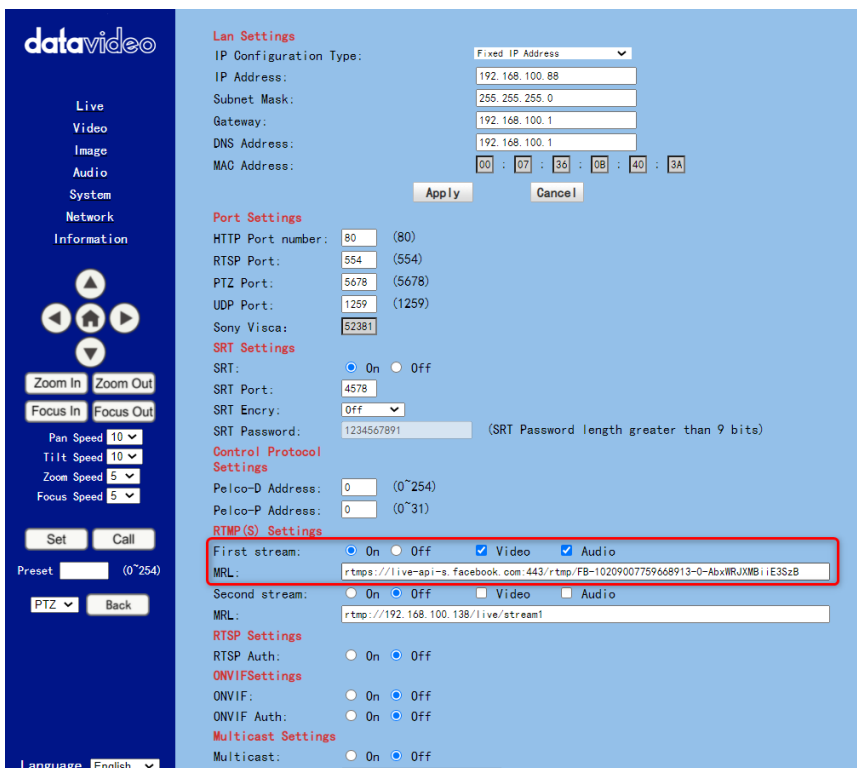 datavideo
Live
Video
Image
Audio
System
Network
Information
Zoom In Zoom Out
Focus In Focus Out
Pan Speed 10
Tilt Speed 10
Zoom Speed 5
Focus Speed 5
Set Call
Preset (0~254)
PTZ Back
Language English
Lan Settings
IP Configuration Type: Fixed IP Address
IP Address: 192.168.100.88
Subnet Mask: 255.255.255.0
Gateway: 192.168.100.1
DNS Address: 192.168.100.1
MAC Address: 00 : 07 : 36 : 0B : 40 : 3A
Apply Cancel
Port Settings
HTTP Port number: 80 (80)
RTSP Port: 554 (554)
PTZ Port: 5678 (5678)
UDP Port: 1259 (1259)
Sony Visca: 52381
SRT Settings
SRT: On Off
SRT Port: 4578
SRT Encry: Off
SRT Password: 1234567891 (SRT Password length greater than 9 bits)
Control Protocol
Settings
Pelco-D Address: 0 (0~254)
Pelco-P Address: 0 (0~31)
RTMP(S) Settings
First stream: On Off Video Audio
MRL: rtmps://live-api-s.facebook.com:443/rtmp/FB-10209007759668913-0-AbxWRJXMBiiE3SzB
Second stream: On Off Video Audio
MRL: rtmp://192.168.100.138/live/stream1
RTSP Settings
RTSP Auth: On Off
ONVIFSettings
ONVIF: On Off
ONVIF Auth: On Off
Multicast Settings
Multicast: On Off